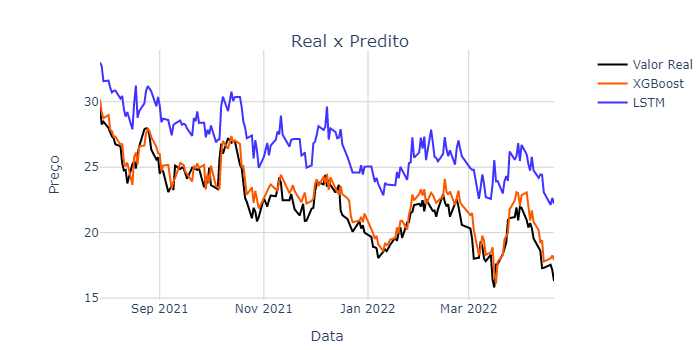 Real x Predito
Valor Real
XGBoost
LSTM
Preço
30
25
20
15
Sep 2021
Nov 2021
Jan 2022
Mar 2022
Data